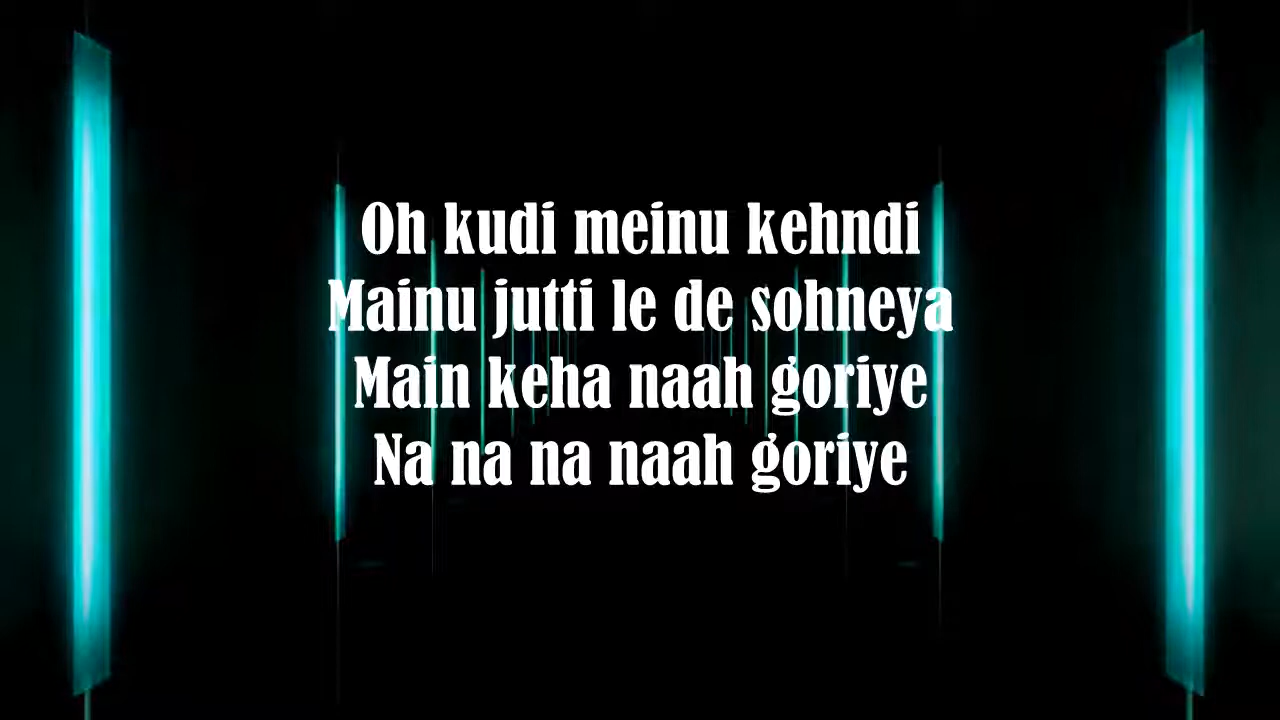 Oh kudi meinu kehndi
Mainu jutti le de sohneya
Main keha naah goriye
Na na na naah goriye